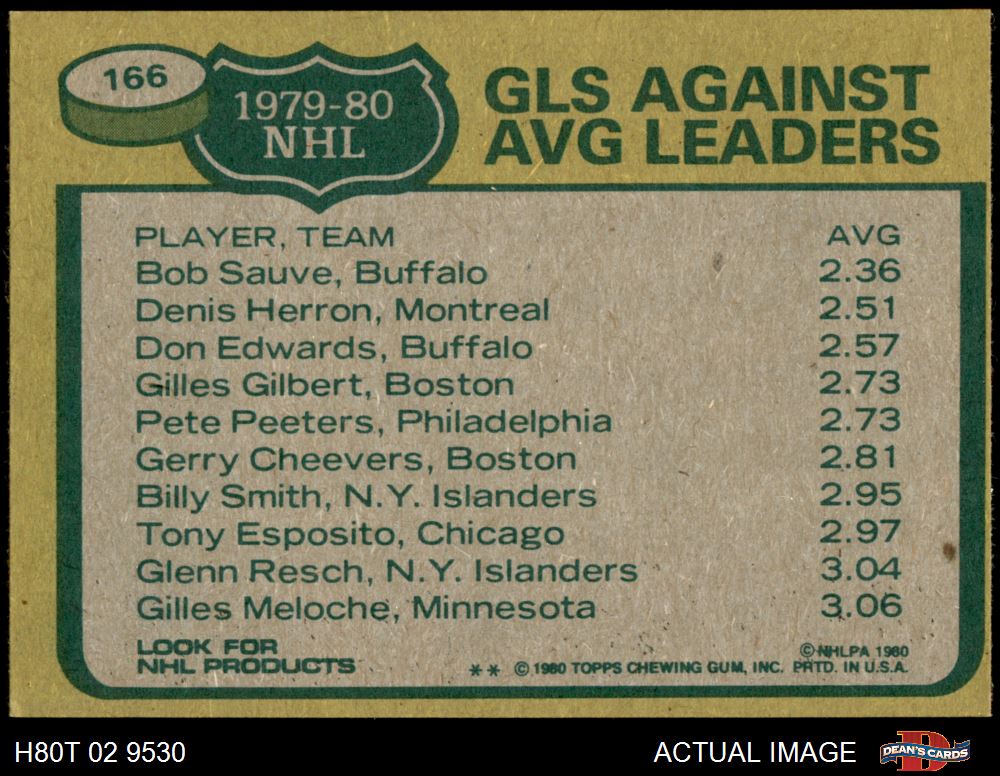 166
1979-80
NHL
GLS AGAINST
AVG LEADERS
PLAYER, TEAM AVG
Bob Sauve, Buffalo 2.36
Denis Herron, Montreal 2.51
Don Edwards, Buffalo 2.57
Gilles Gilbert, Boston 2.73
Pete Peeters, Philadelphia 2.73
Gerry Cheevers, Boston 2.81
Billy Smith, N.Y. Islanders 2.95
Tony Esposito, Chicago 2.97
Glenn Resch, N.Y. Islanders 3.04
Gilles Meloche, Minnesota 3.06
LOOK FOR
NHL PRODUCTS
©NHLPA 1980
** ©1980 TOPPS CHEWING GUM, INC. PRTD. IN U.S.A.
H80T 02 9530 ACTUAL IMAGE
DEAN'S CARDS